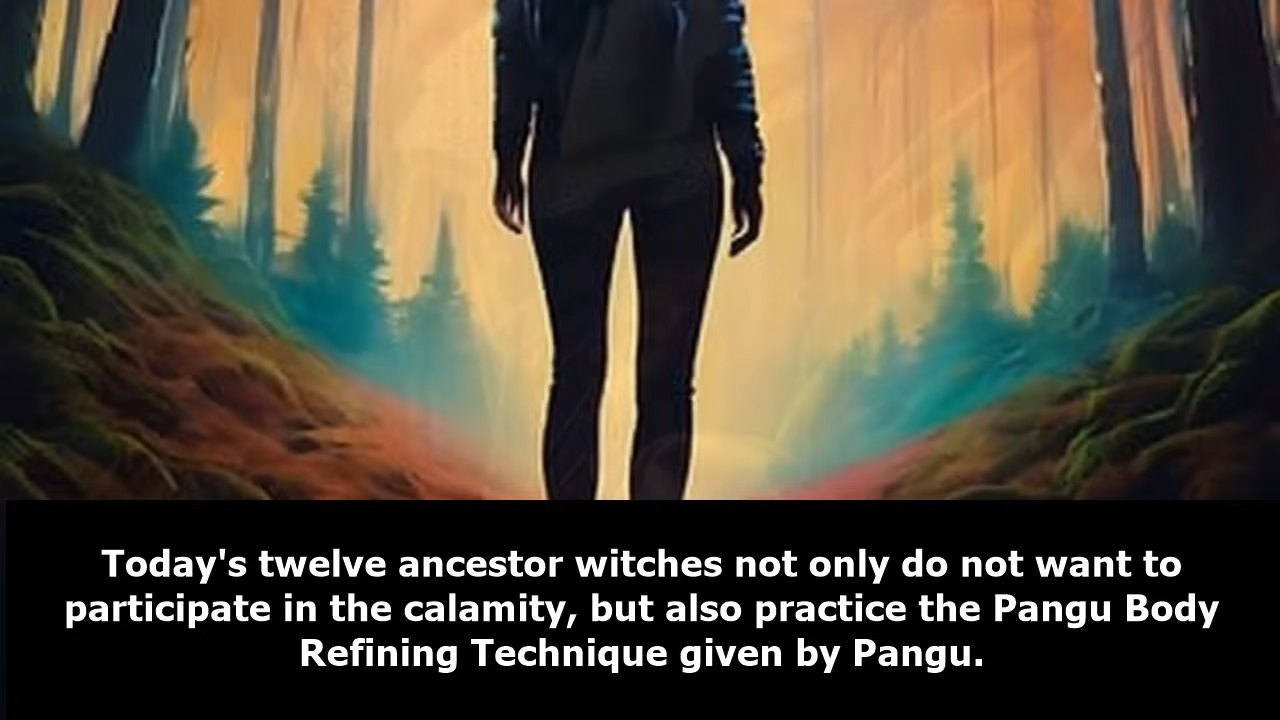 Today's twelve ancestor witches not only do not want to
participate in the calamity, but also practice the Pangu Body
Refining Technique given by Pangu.